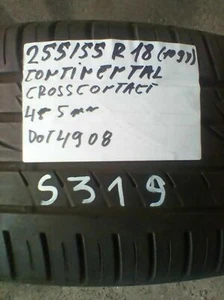 255/55 R 18 (109Y)
CONTINENTAL
CROSSCONTACT
4 5 mm
DOT 4908
S319